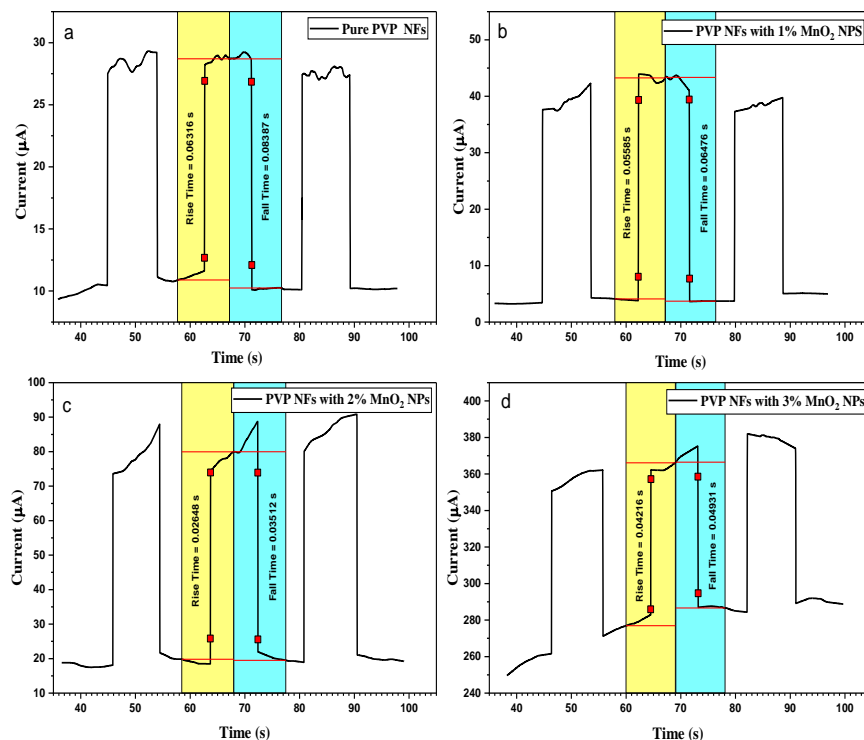 a
Pure PVP NFs
Current (μA)
30
25
20
15
10
Rise Time = 0.06316 s
Fall Time = 0.08387 s
40 50 60 70 80 90 100
Time (s)
b
PVP NFs with 1% MnO₂ NPS
Current (μA)
50
40
30
20
10
0
Rise Time = 0.05585 s
Fall Time = 0.06476 s
40 50 60 70 80 90 100
Time (s)
c
PVP NFs with 2% MnO₂ NPs
Current (μA)
100
90
80
70
60
50
40
30
20
10
Rise Time = 0.02648 s
Fall Time = 0.03512 s
40 50 60 70 80 90 100
Time (s)
d
PVP NFs with 3% MnO₂ NPs
Current (μA)
400
380
360
340
320
300
280
260
240
Rise Time = 0.04216 s
Fall Time = 0.04931 s
40 50 60 70 80 90 100
Time (s)